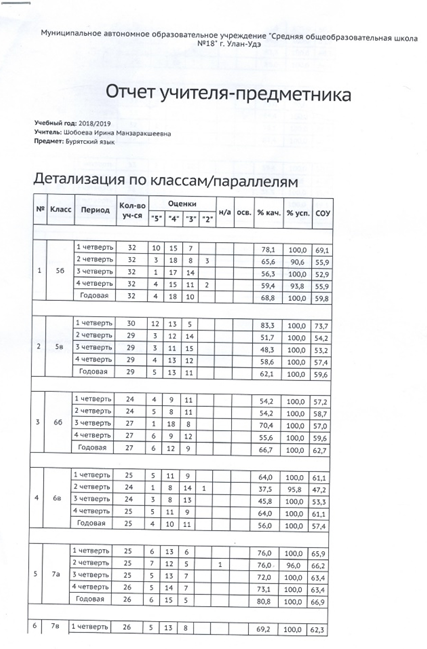 Муниципальное автономное образовательное учреждение "Средняя общеобразовательная школа
№18" г. Улан-Удэ
Отчет учителя-предметника
Учебный год: 2018/2019
Учитель: Шобоева Ирина Манзаракшеевна
Предмет: Бурятский язык
Детализация по классам/параллелям
№ Класс Период Кол-во уч-ся Оценки "5" "4" "3" "2" н/а осв. % кач. % усп. СОУ
1 5б
1 четверть 32 10 15 7 78,1 100,0 69,1
2 четверть 32 3 18 8 3 65,6 90,6 55,9
3 четверть 32 1 17 14 56,3 100,0 52,9
4 четверть 32 4 15 11 2 59,4 93,8 55,9
Годовая 32 4 18 10 68,8 100,0 59,8
2 5в
1 четверть 30 12 13 5 83,3 100,0 73,7
2 четверть 29 3 12 14 51,7 100,0 54,2
3 четверть 29 3 11 15 48,3 100,0 53,2
4 четверть 29 4 13 12 58,6 100,0 57,4
Годовая 29 5 13 11 62,1 100,0 59,6
3 6б
1 четверть 24 4 9 11 54,2 100,0 57,2
2 четверть 24 5 8 11 54,2 100,0 58,7
3 четверть 27 1 18 8 70,4 100,0 57,0
4 четверть 27 6 9 12 55,6 100,0 59,6
Годовая 27 6 12 9 66,7 100,0 62,7
4 6в
1 четверть 25 5 11 9 64,0 100,0 61,1
2 четверть 24 1 8 14 1 37,5 95,8 47,2
3 четверть 24 3 8 13 45,8 100,0 53,3
4 четверть 25 5 11 9 64,0 100,0 61,1
Годовая 25 4 10 11 56,0 100,0 57,4
5 7а
1 четверть 25 6 13 6 76,0 100,0 65,9
2 четверть 25 7 12 5 1 76,0 96,0 66,2
3 четверть 25 5 13 7 72,0 100,0 63,4
4 четверть 26 5 14 7 73,1 100,0 63,4
Годовая 26 6 15 5 80,8 100,0 66,9
6 7в 1 четверть 26 5 13 8 69,2 100,0 62,3